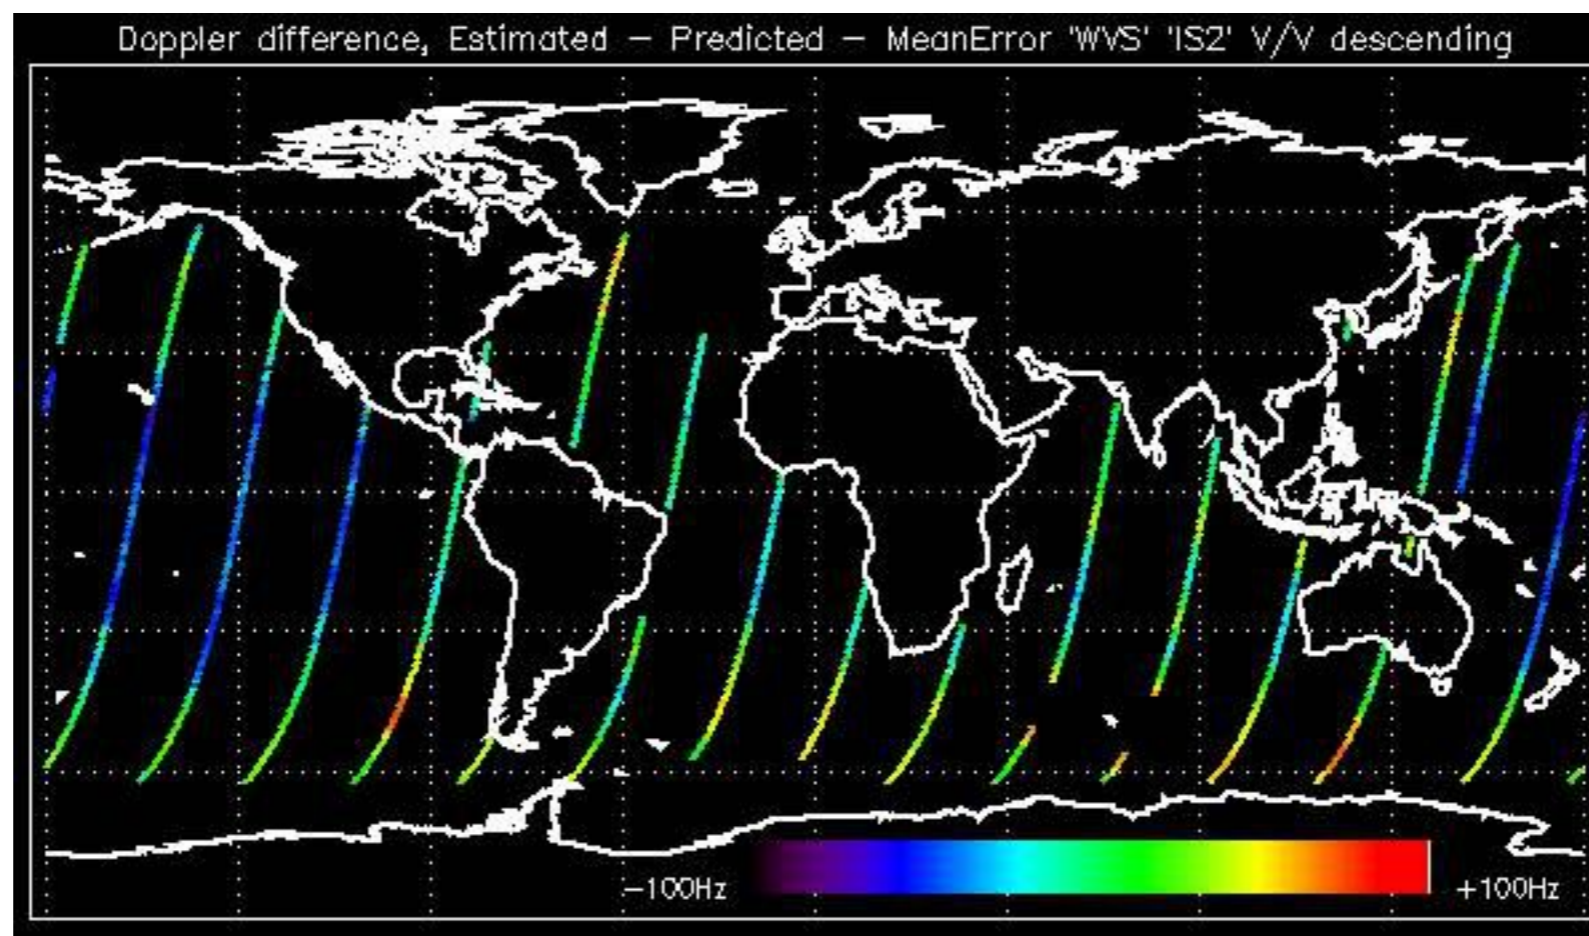 Doppler difference, Estimated – Predicted – MeanError 'WVS' 'IS2' V/V descending
–100Hz
+100Hz